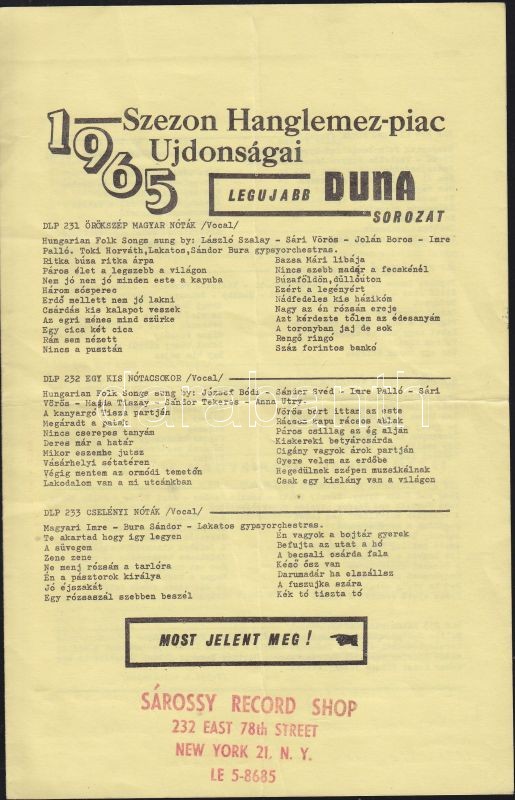 1965 Szezon Hanglemez-piac
Ujdonságai
LEGUJABB DUNA
SOROZAT
DLP 231 ÖRÖKSZÉP MAGYAR NÓTÁK /Vocal/
Hungarian Folk Songs sung by: László Szalay - Sári Vörös - Jolán Boros - Imre
Palló. Toki Horváth,Lakatos,Sándor Bura gypsyorchestras.
Ritka búza ritka árpa
Páros élet a legszebb a világon
Nem jó nem jó minden este a kapuba
Három sósperec
Erdő mellett nem jó lakni
Csárdás kis kalapot veszek
Az egri ménes mind szürke
Egy cica két cica
Rám sem nézett
Nincs a pusztán
Bazsa Mári libája
Nincs szebb madár a fecskénél
Búzaföldön,düllőuton
Ezért a legényért
Nádfedeles kis házikóm
Nagy az én rózsám ereje
Azt kérdezte tőlem az édesanyám
A toronyban jaj de sok
Rengő ringó
Száz forintos bankó
DLP 232 EGY KIS NÓTACSOKOR /Vocal/
Hungarian Folk Songs sung by: József Bódi - Sándor Svéd - Imre Palló - Sári
Vörös - Magda Tiszay - Sándor Tekeres - Anna Utry.
A kanyargó Tisza partján
Megáradt a patak
Nincs cserepes tanyám
Deres már a határ
Mikor eszembe jutsz
Vásárhelyi sétatéren
Végig mentem az ormódi temetőn
Lakodalom van a mi utcánkban
Vörös bort ittam az este
Rácsos kapu rácsos ablak
Páros csillag az ég alján
Kiskereki betyárcsárda
Cigány vagyok árok partján
Gyere velem az erdőbe
Hegedülnek szépen muzsikálnak
Csak egy kislány van a világon
DLP 233 CSELÉNYI NÓTÁK /Vocal/
Magyari Imre - Bura Sándor - Lakatos gypsyorchestras.
Te akartad hogy igy legyen
A süvegem
Zene zene
Ne menj rózsám a tarlóra
Én a pásztorok királya
Jó éjszakát
Egy rózsaszál szebben beszél
Én vagyok a bojtár gyerek
Befujta az utat a hó
A becsali csárda fala
Késő ősz van
Darumadár ha elszállsz
A fuszujka szára
Kék tó tiszta tó
MOST JELENT MEG!
SÁROSSY RECORD SHOP
232 EAST 78th STREET
NEW YORK 21. N. Y.
LE 5-8685